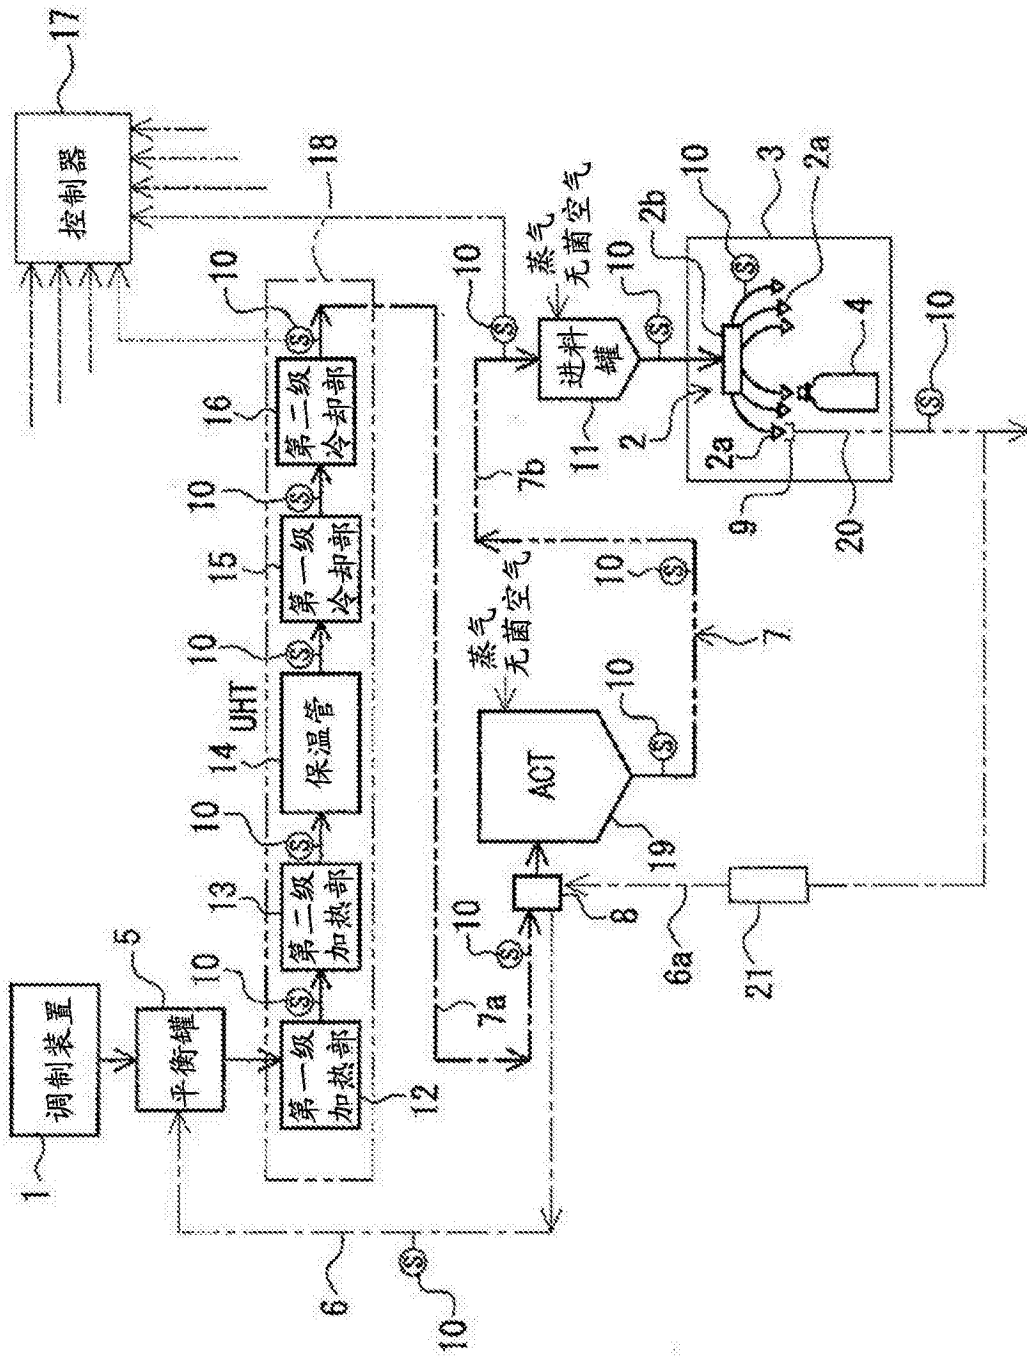 1
调制装置
平衡罐
5
6
10
UHT
18
第一级
加热部
12
10
第二级
加热部
13
10
保温管
14
10
第一级
冷却部
15
10
第二级
冷却部
16
10
控制器
17
7a
10
8
ACT
19
蒸气
无菌空气
10
7
10
7b
10
进料
罐
11
蒸气
无菌空气
10
2
2b
10
3
2a
2a
4
9
20
10
6a
21